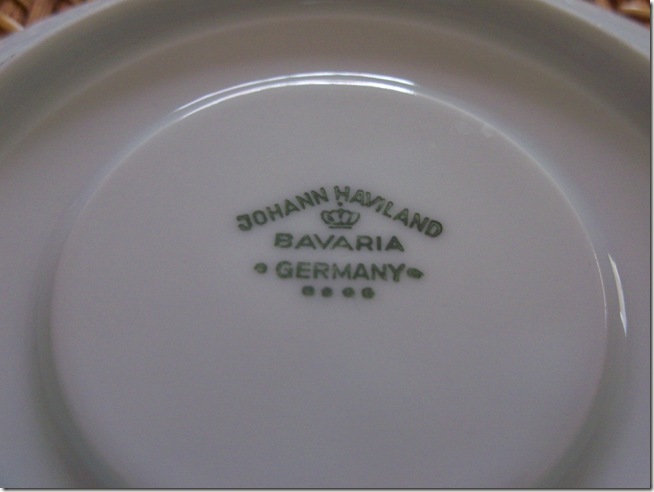 JOHANN HAVILAND
BAVARIA
• GERMANY •
• • • •